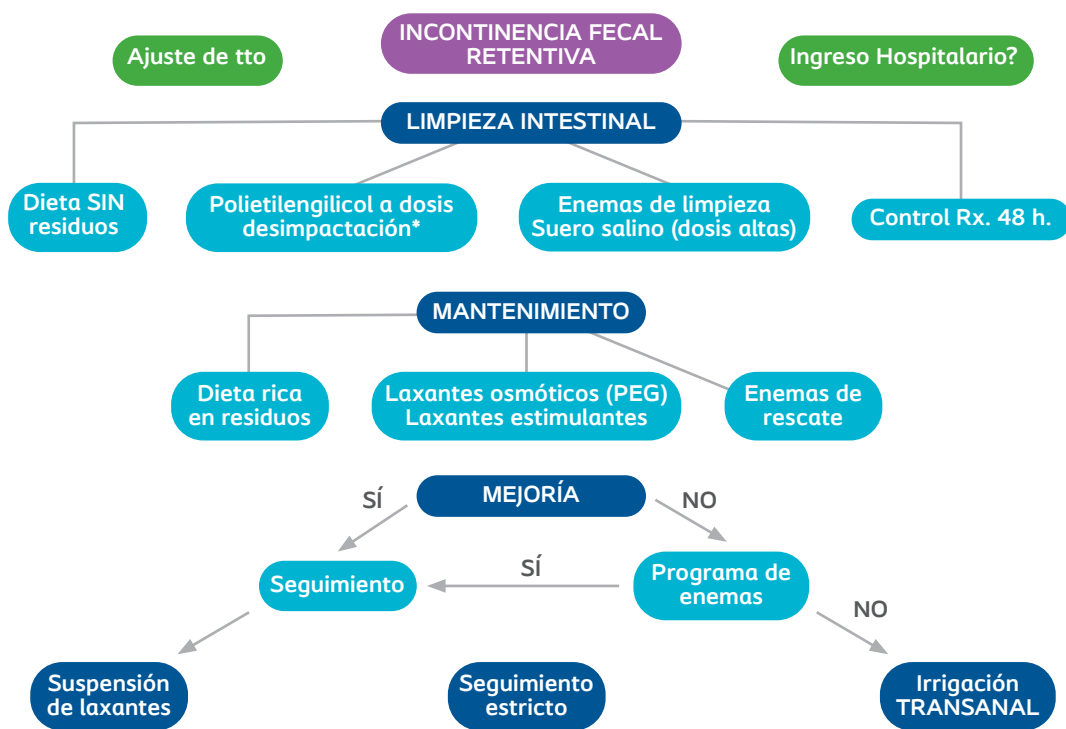 INCONTINENCIA FECAL
RETENTIVA
Ajuste de tto
Ingreso Hospitalario?
LIMPIEZA INTESTINAL
Dieta SIN
residuos
Polietilengilicol a dosis
desimpactación*
Enemas de limpieza
Suero salino (dosis altas)
Control Rx. 48 h.
MANTENIMIENTO
Dieta rica
en residuos
Laxantes osmóticos (PEG)
Laxantes estimulantes
Enemas de
rescate
MEJORÍA
SÍ
NO
Seguimiento
SÍ
Programa de
enemas
NO
Suspensión
de laxantes
Seguimiento
estricto
Irrigación
TRANSANAL